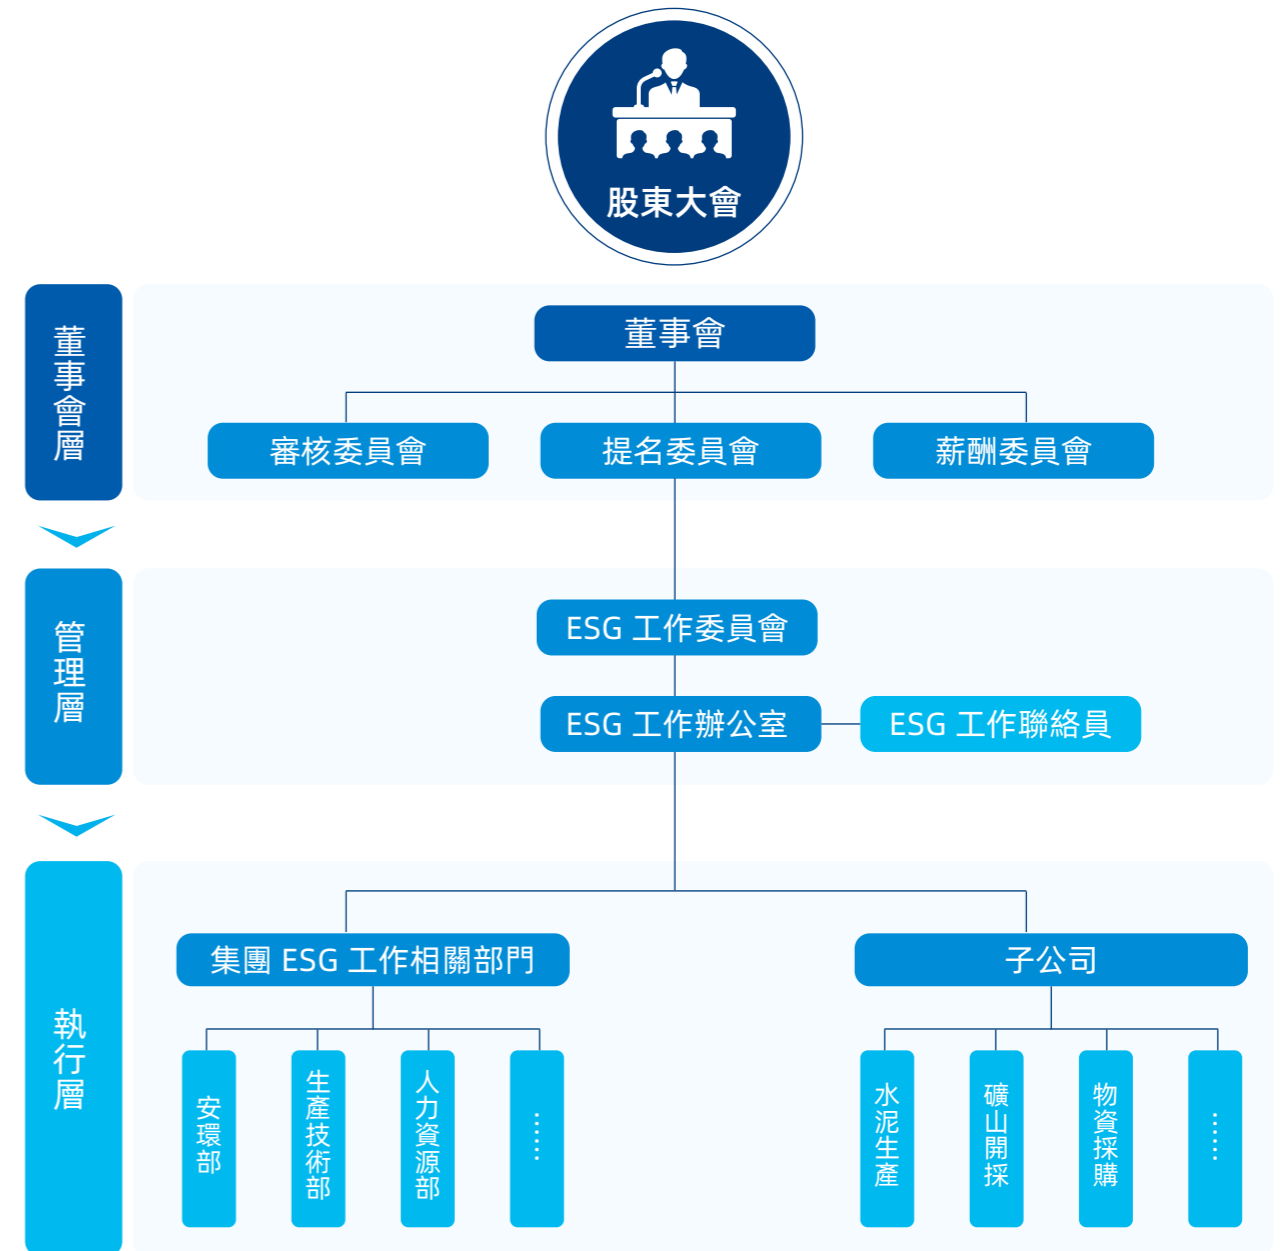 股東大會
董事會層
董事會
審核委員會
提名委員會
薪酬委員會
管理層
ESG 工作委員會
ESG 工作辦公室
ESG 工作聯絡員
執行層
集團 ESG 工作相關部門
子公司
安環部
生產技術部
人力資源部
……
水泥生產
礦山開採
物資採購
……